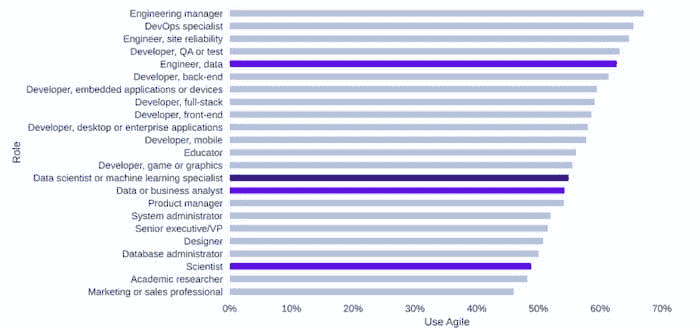 Engineering manager
DevOps specialist
Engineer, site reliability
Developer, QA or test
Engineer, data
Developer, back-end
Developer, embedded applications or devices
Developer, full-stack
Developer, front-end
Developer, desktop or enterprise applications
Developer, mobile
Educator
Developer, game or graphics
Data scientist or machine learning specialist
Data or business analyst
Product manager
System administrator
Senior executive/VP
Designer
Database administrator
Scientist
Academic researcher
Marketing or sales professional
Role
0% 10% 20% 30% 40% 50% 60% 70%
Use Agile